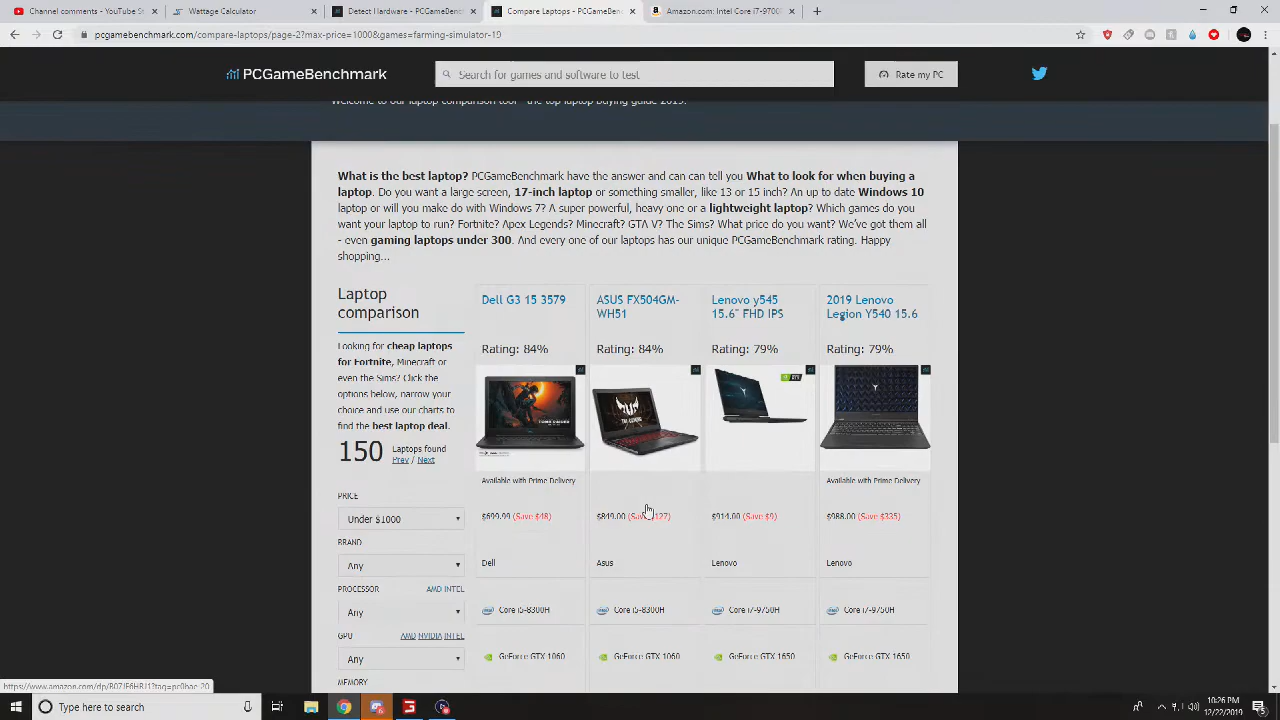 Channel comments - YouTube St
Wattage Calculator
Detect Hardware - PCGameBenc
Compare Laptops - PCGameBen
Amazon.com: Intel Core i7-9700
pcgamebenchmark.com/compare-laptops/page-2?max-price=1000&games=farming-simulator-19
PCGameBenchmark
Search for games and software to test
Rate my PC
Welcome to our laptop comparison tool - the top laptop buying guide 2019.
What is the best laptop? PCGameBenchmark have the answer and can can tell you What to look for when buying a
laptop. Do you want a large screen, 17-inch laptop or something smaller, like 13 or 15 inch? An up to date Windows 10
laptop or will you make do with Windows 7? A super powerful, heavy one or a lightweight laptop? Which games do you
want your laptop to run? Fortnite? Apex Legends? Minecraft? GTA V? The Sims? What price do you want? We've got them all
- even gaming laptops under 300. And every one of our laptops has our unique PCGameBenchmark rating. Happy
shopping...
Laptop
comparison
Looking for cheap laptops
for Fortnite, Minecraft or
even the Sims? Click the
options below, narrow your
choice and use our charts to
find the best laptop deal.
150 Laptops found
Prev / Next
PRICE
Under $1000
BRAND
Any
PROCESSOR AMD INTEL
Any
GPU AMD NVIDIA INTEL
Any
MEMORY
Dell G3 15 3579
Rating: 84%
Available with Prime Delivery
$699.99 (Save $48)
Dell
Core i5-8300H
GeForce GTX 1060
ASUS FX504GM-
WH51
Rating: 84%
TUF GAMING
$849.00 (Save $127)
Asus
Core i5-8300H
GeForce GTX 1060
Lenovo y545
15.6" FHD IPS
Rating: 79%
$914.00 (Save $9)
Lenovo
Core i7-9750H
GeForce GTX 1650
2019 Lenovo
Legion Y540 15.6
Rating: 79%
Available with Prime Delivery
$988.00 (Save $335)
Lenovo
Core i7-9750H
GeForce GTX 1650
Type here to search
10:26 PM
12/22/2019